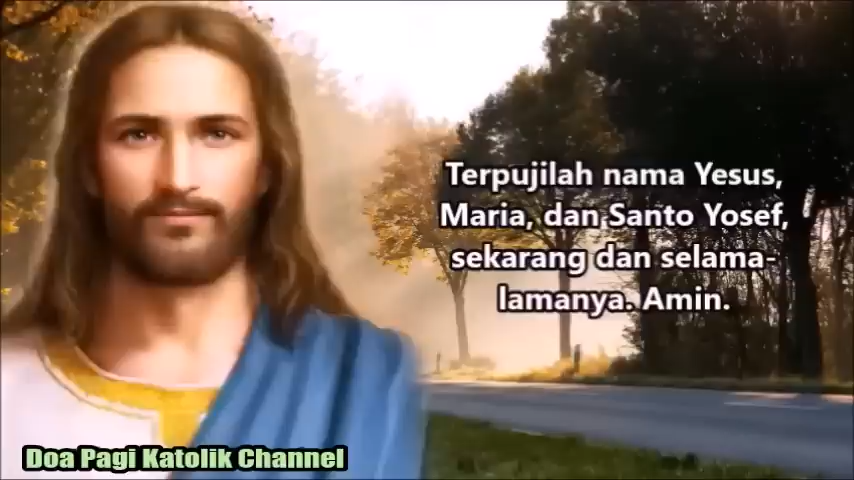 Terpujilah nama Yesus,
Maria, dan Santo Yosef,
sekarang dan selama-
lamanya. Amin.
Doa Pagi Katolik Channel